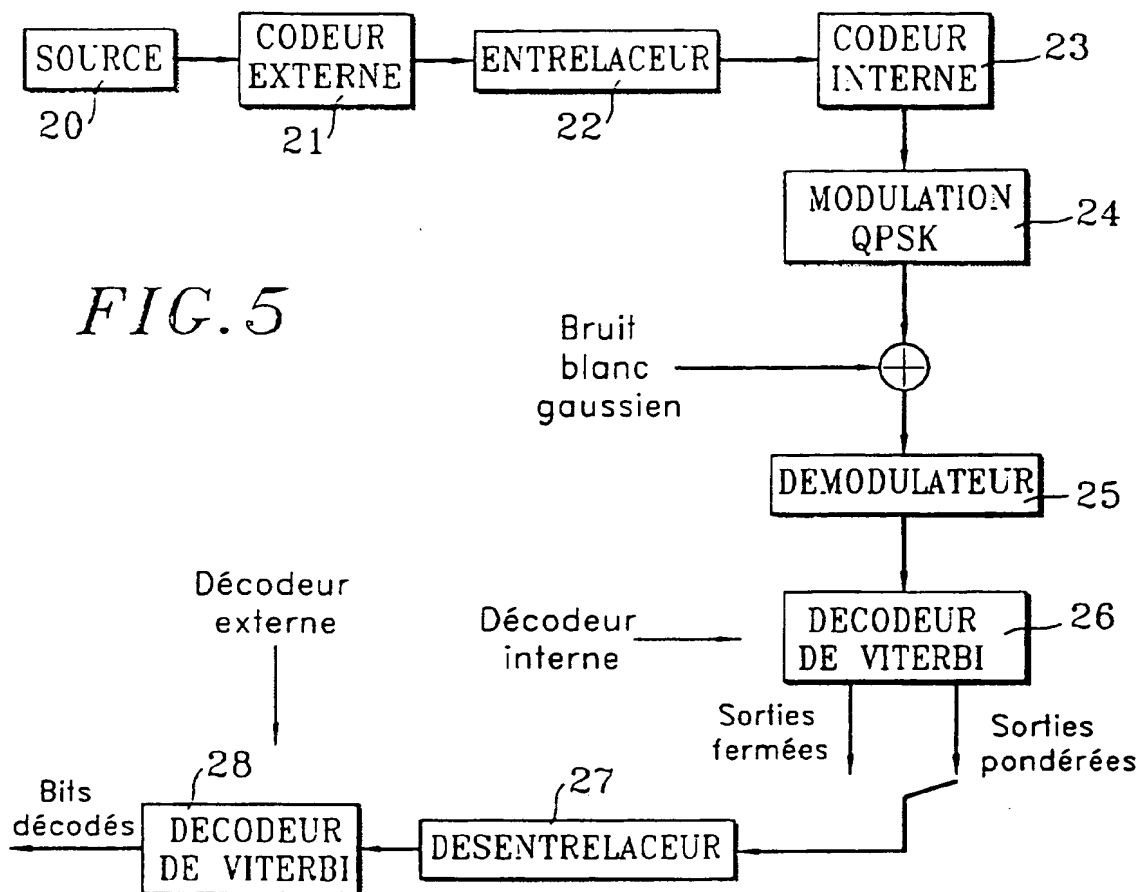 SOURCE
20
CODEUR
EXTERNE
21
ENTRELACEUR
22
CODEUR
INTERNE
23
MODULATION
QPSK
24
FIG. 5
Bruit
blanc
gaussien
DEMODULATEUR
25
Décodeur
externe
Décodeur
interne
DECODEUR
DE VITERBI
26
Sorties
fermées
Sorties
pondérées
Bits
décodés
28
DECODEUR
DE VITERBI
27
DESENTRELACEUR